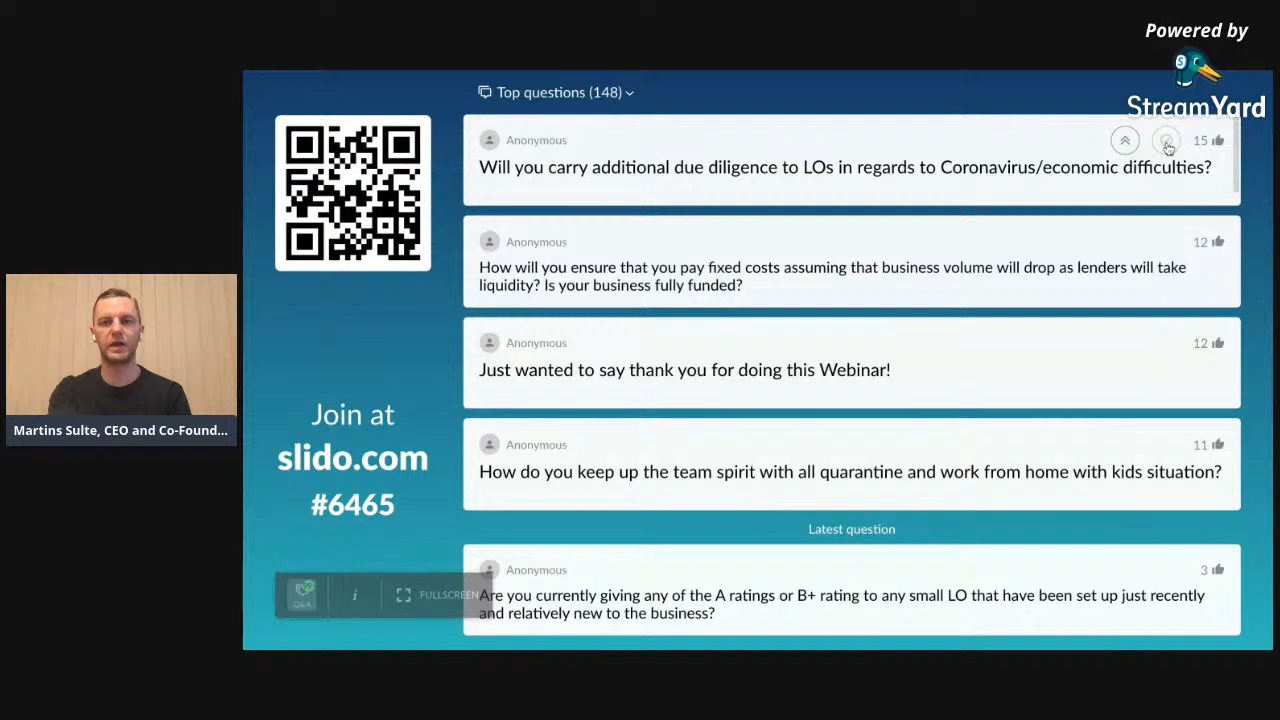 Powered by
StreamYard
Top questions (148)
Anonymous
15
Will you carry additional due diligence to LOs in regards to Coronavirus/economic difficulties?
Anonymous
12
How will you ensure that you pay fixed costs assuming that business volume will drop as lenders will take
liquidity? Is your business fully funded?
Anonymous
12
Just wanted to say thank you for doing this Webinar!
Anonymous
11
How do you keep up the team spirit with all quarantine and work from home with kids situation?
Latest question
Anonymous
3
Are you currently giving any of the A ratings or B+ rating to any small LO that have been set up just recently
and relatively new to the business?
Join at
slido.com
#6465
Q&A
i
FULLSCREEN
Martins Sulte, CEO and Co-Found...